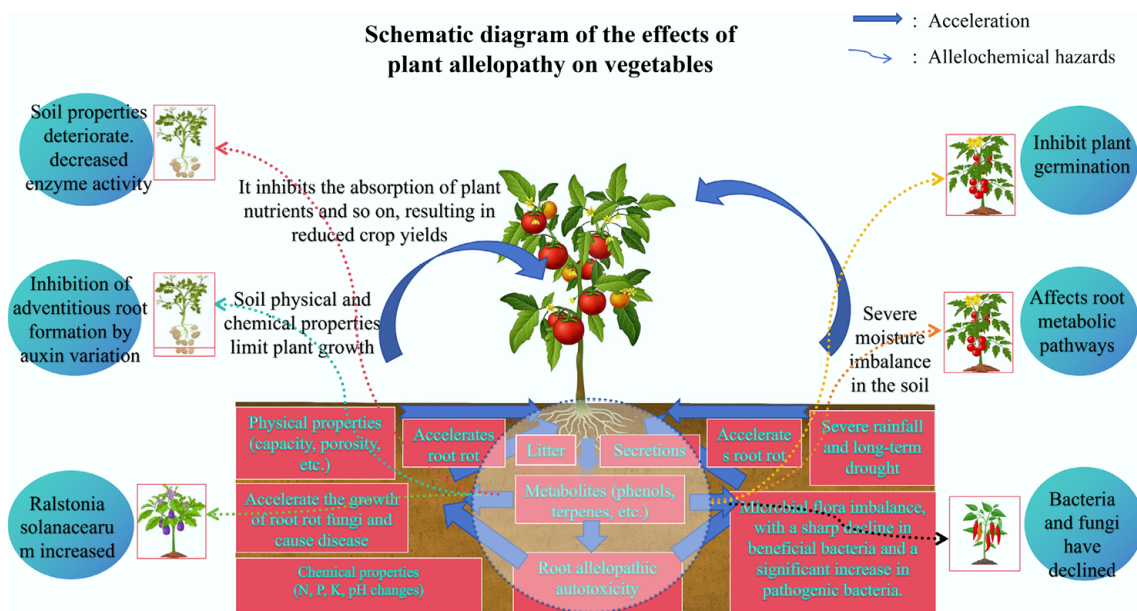 Schematic diagram of the effects of
plant allelopathy on vegetables
: Acceleration
: Allelochemical hazards
Soil properties
deteriorate.
decreased
enzyme activity
It inhibits the absorption of plant
nutrients and so on, resulting in
reduced crop yields
Inhibit plant
germination
Inhibition of
adventitious root
formation by
auxin variation
Soil physical and
chemical properties
limit plant growth
Severe
moisture
imbalance
in the soil
Affects root
metabolic
pathways
Physical properties
(capacity, porosity,
etc.)
Accelerates
root rot
Litter
Secretions
Accelerate
s root rot
Severe rainfall
and long-term
drought
Ralstonia
solanacearu
m increased
Accelerate the growth
of root rot fungi and
cause disease
Metabolites (phenols,
terpenes, etc.)
Microbial flora imbalance,
with a sharp decline in
beneficial bacteria and a
significant increase in
pathogenic bacteria.
Bacteria
and fungi
have
declined
Chemical properties
(N, P, K, pH changes)
Root allelopathic
autotoxicity